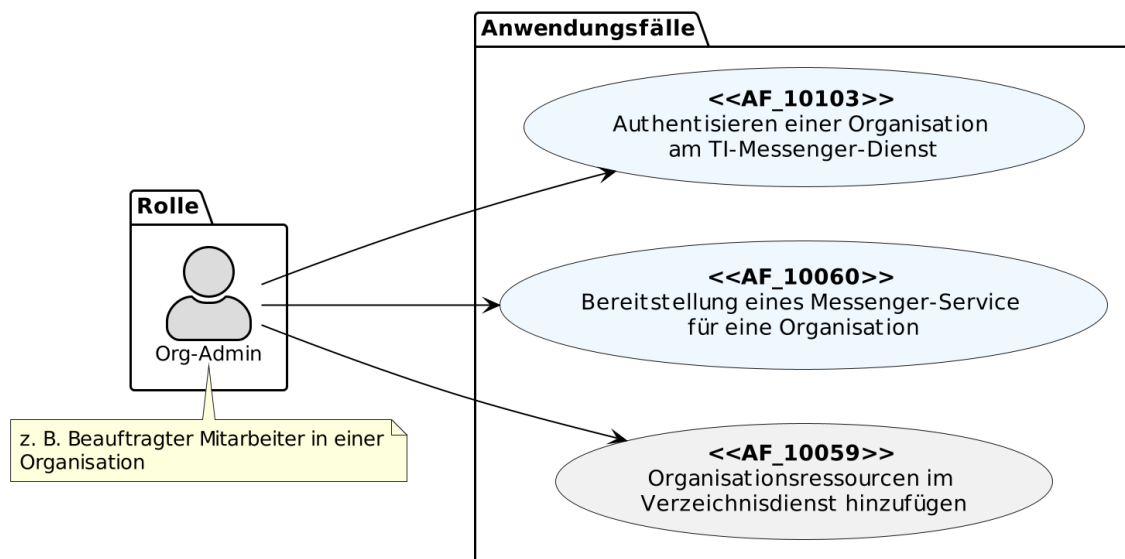 Anwendungsfälle
<<AF_10103>>
Authentisieren einer Organisation
am TI-Messenger-Dienst
Rolle
Org-Admin
<<AF_10060>>
Bereitstellung eines Messenger-Service
für eine Organisation
z. B. Beauftragter Mitarbeiter in einer
Organisation
<<AF_10059>>
Organisationsressourcen im
Verzeichnisdienst hinzufügen